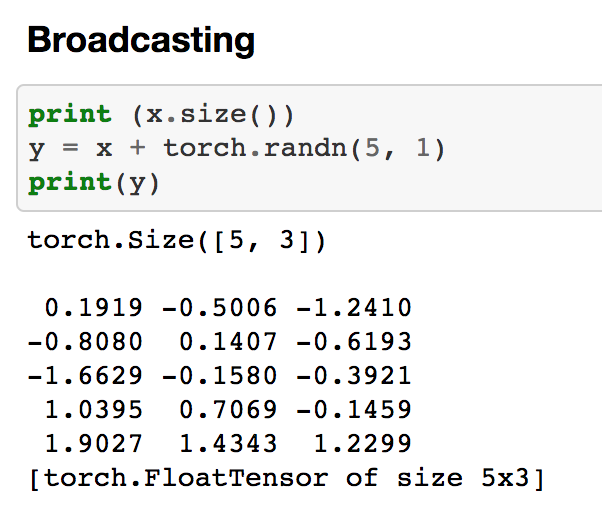 Broadcasting
print (x.size())
y = x + torch.randn(5, 1)
print(y)
torch.Size([5, 3])
0.1919 -0.5006 -1.2410
-0.8080 0.1407 -0.6193
-1.6629 -0.1580 -0.3921
1.0395 0.7069 -0.1459
1.9027 1.4343 1.2299
[torch.FloatTensor of size 5x3]